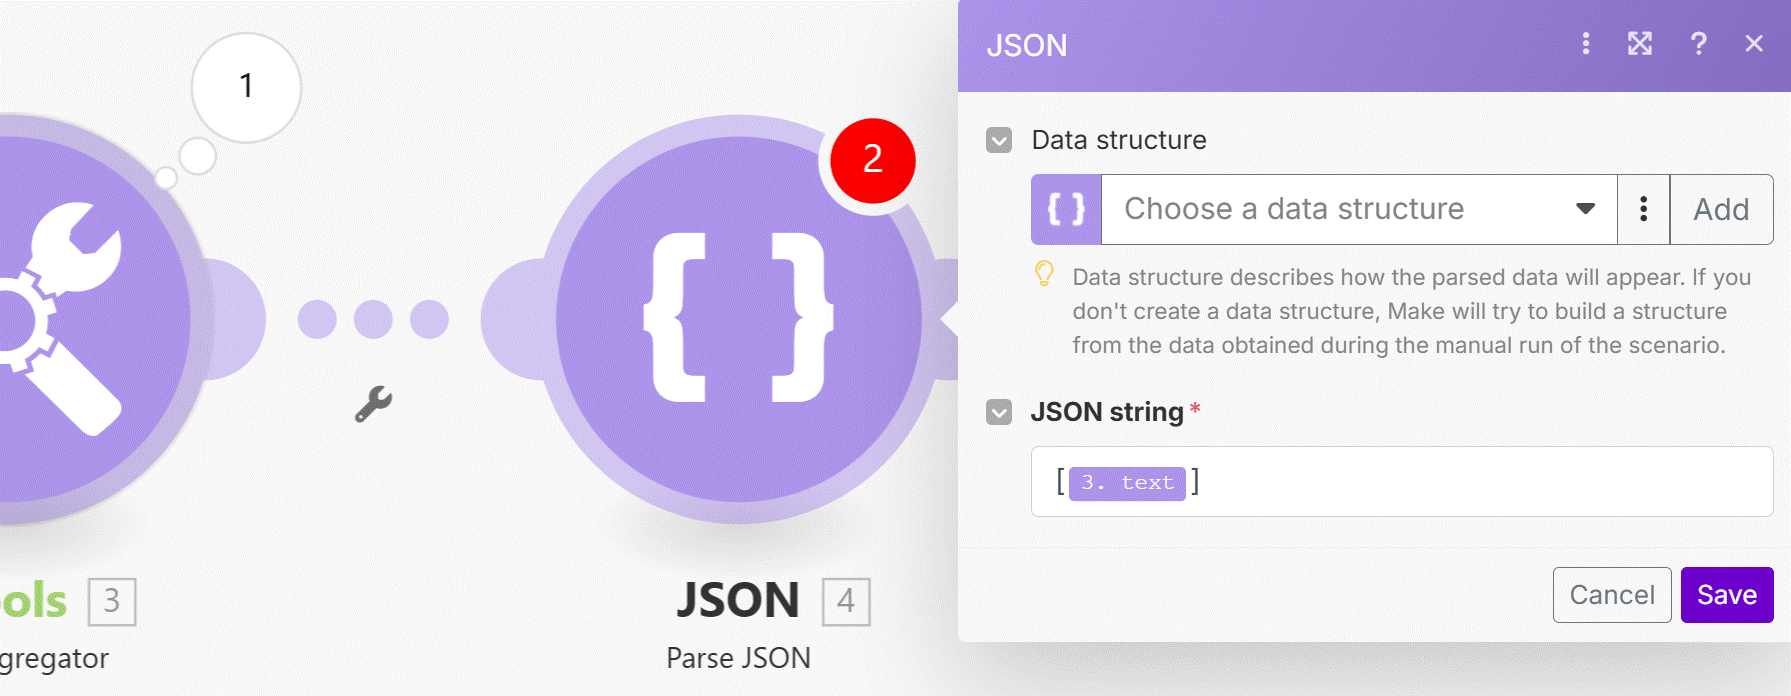 1
2
ols 3
gregator
JSON 4
Parse JSON
JSON
Data structure
Choose a data structure
Add
Data structure describes how the parsed data will appear. If you
don't create a data structure, Make will try to build a structure
from the data obtained during the manual run of the scenario.
JSON string *
[3. text]
Cancel
Save